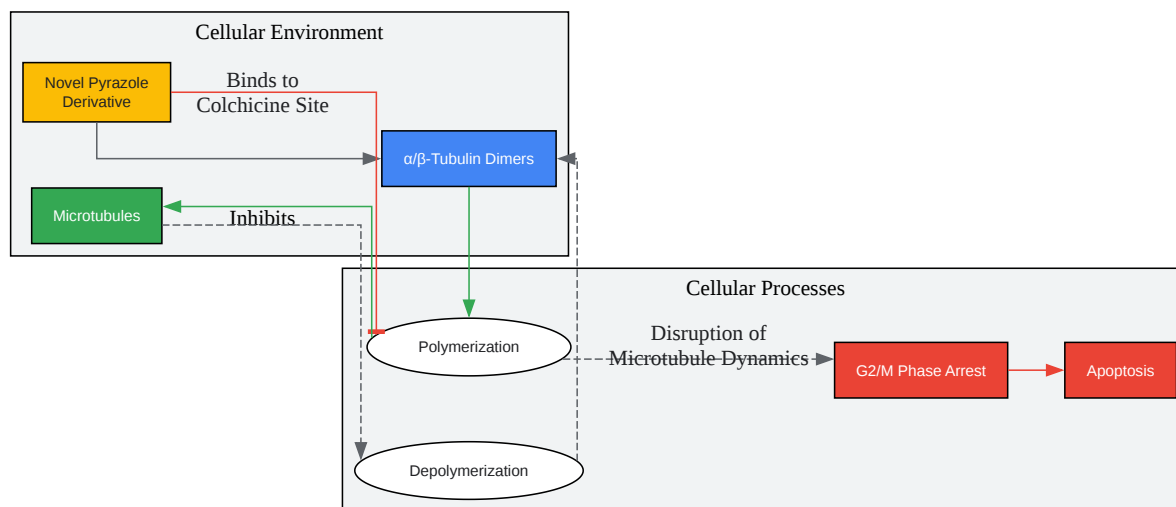 Cellular Environment
Novel Pyrazole
Derivative
Binds to
Colchicine Site
α/β-Tubulin Dimers
Microtubules
Inhibits
Cellular Processes
Polymerization
Disruption of
Microtubule Dynamics
G2/M Phase Arrest
Apoptosis
Depolymerization